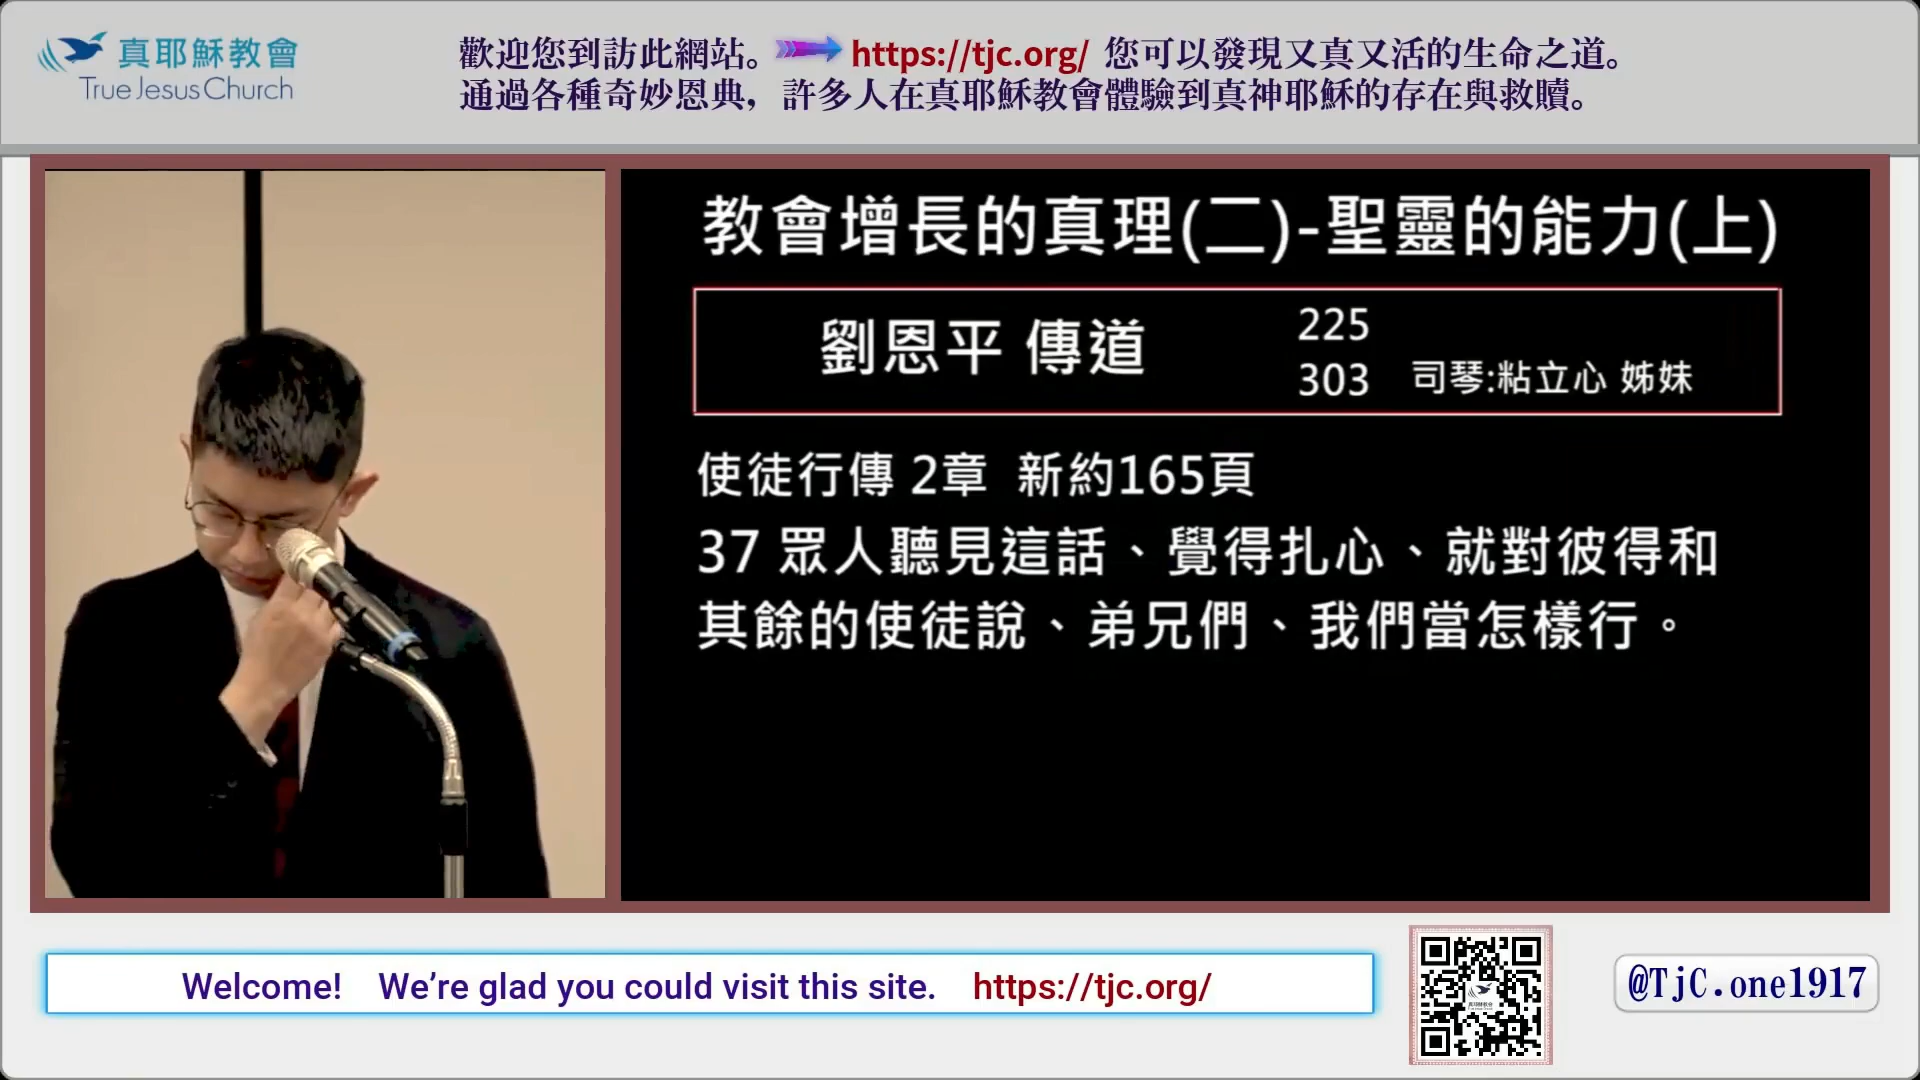 真耶穌教會
True Jesus Church
歡迎您到訪此網站。 https://tjc.org/ 您可以發現又真又活的生命之道。
通過各種奇妙恩典，許多人在真耶穌教會體驗到真神耶穌的存在與救贖。
教會增長的真理(二)-聖靈的能力(上)
劉恩平 傳道
225
303 司琴:粘立心 姊妹
使徒行傳 2章 新約165頁
37 眾人聽見這話、覺得扎心、就對彼得和
其餘的使徒說、弟兄們、我們當怎樣行。
Welcome! We’re glad you could visit this site. https://tjc.org/
@TjC.one1917